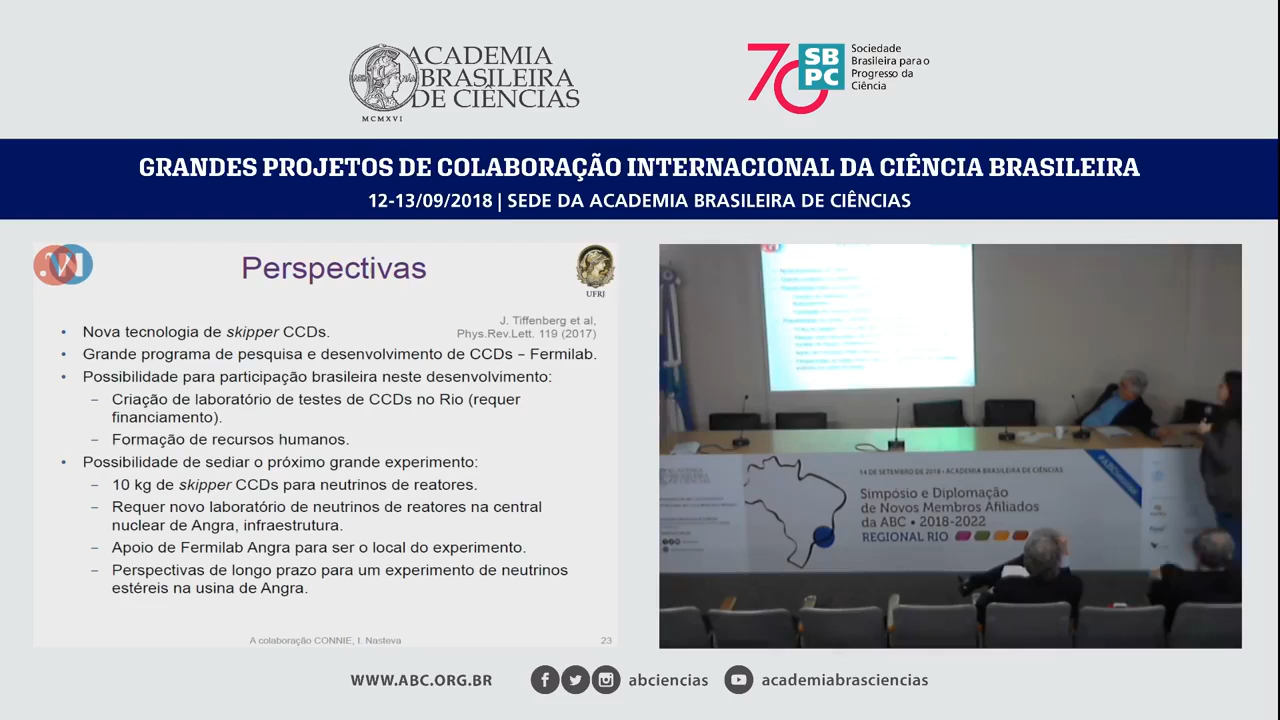 ACADEMIA
BRASILEIRA
DE CIÊNCIAS
MCMXVI
70
SB
PC
Sociedade
Brasileira para o
Progresso da
Ciência
GRANDES PROJETOS DE COLABORAÇÃO INTERNACIONAL DA CIÊNCIA BRASILEIRA
12-13/09/2018 | SEDE DA ACADEMIA BRASILEIRA DE CIÊNCIAS
Perspectivas
UFRJ
J. Tiffenberg et al,
Phys.Rev.Lett. 119 (2017)
• Nova tecnologia de skipper CCDs.
• Grande programa de pesquisa e desenvolvimento de CCDs – Fermilab.
• Possibilidade para participação brasileira neste desenvolvimento:
– Criação de laboratório de testes de CCDs no Rio (requer
financiamento).
– Formação de recursos humanos.
• Possibilidade de sediar o próximo grande experimento:
– 10 kg de skipper CCDs para neutrinos de reatores.
– Requer novo laboratório de neutrinos de reatores na central
nuclear de Angra, infraestrutura.
– Apoio de Fermilab Angra para ser o local do experimento.
– Perspectivas de longo prazo para um experimento de neutrinos
estéreis na usina de Angra.
A colaboração CONNIE, I. Nasteva
23
14 DE SETEMBRO DE 2018 • ACADEMIA BRASILEIRA DE CIÊNCIAS
Simpósio e Diplomação
de Novos Membros Afiliados
da ABC • 2018-2022
REGIONAL RIO
WWW.ABC.ORG.BR
abciencias
academiabrasciencias